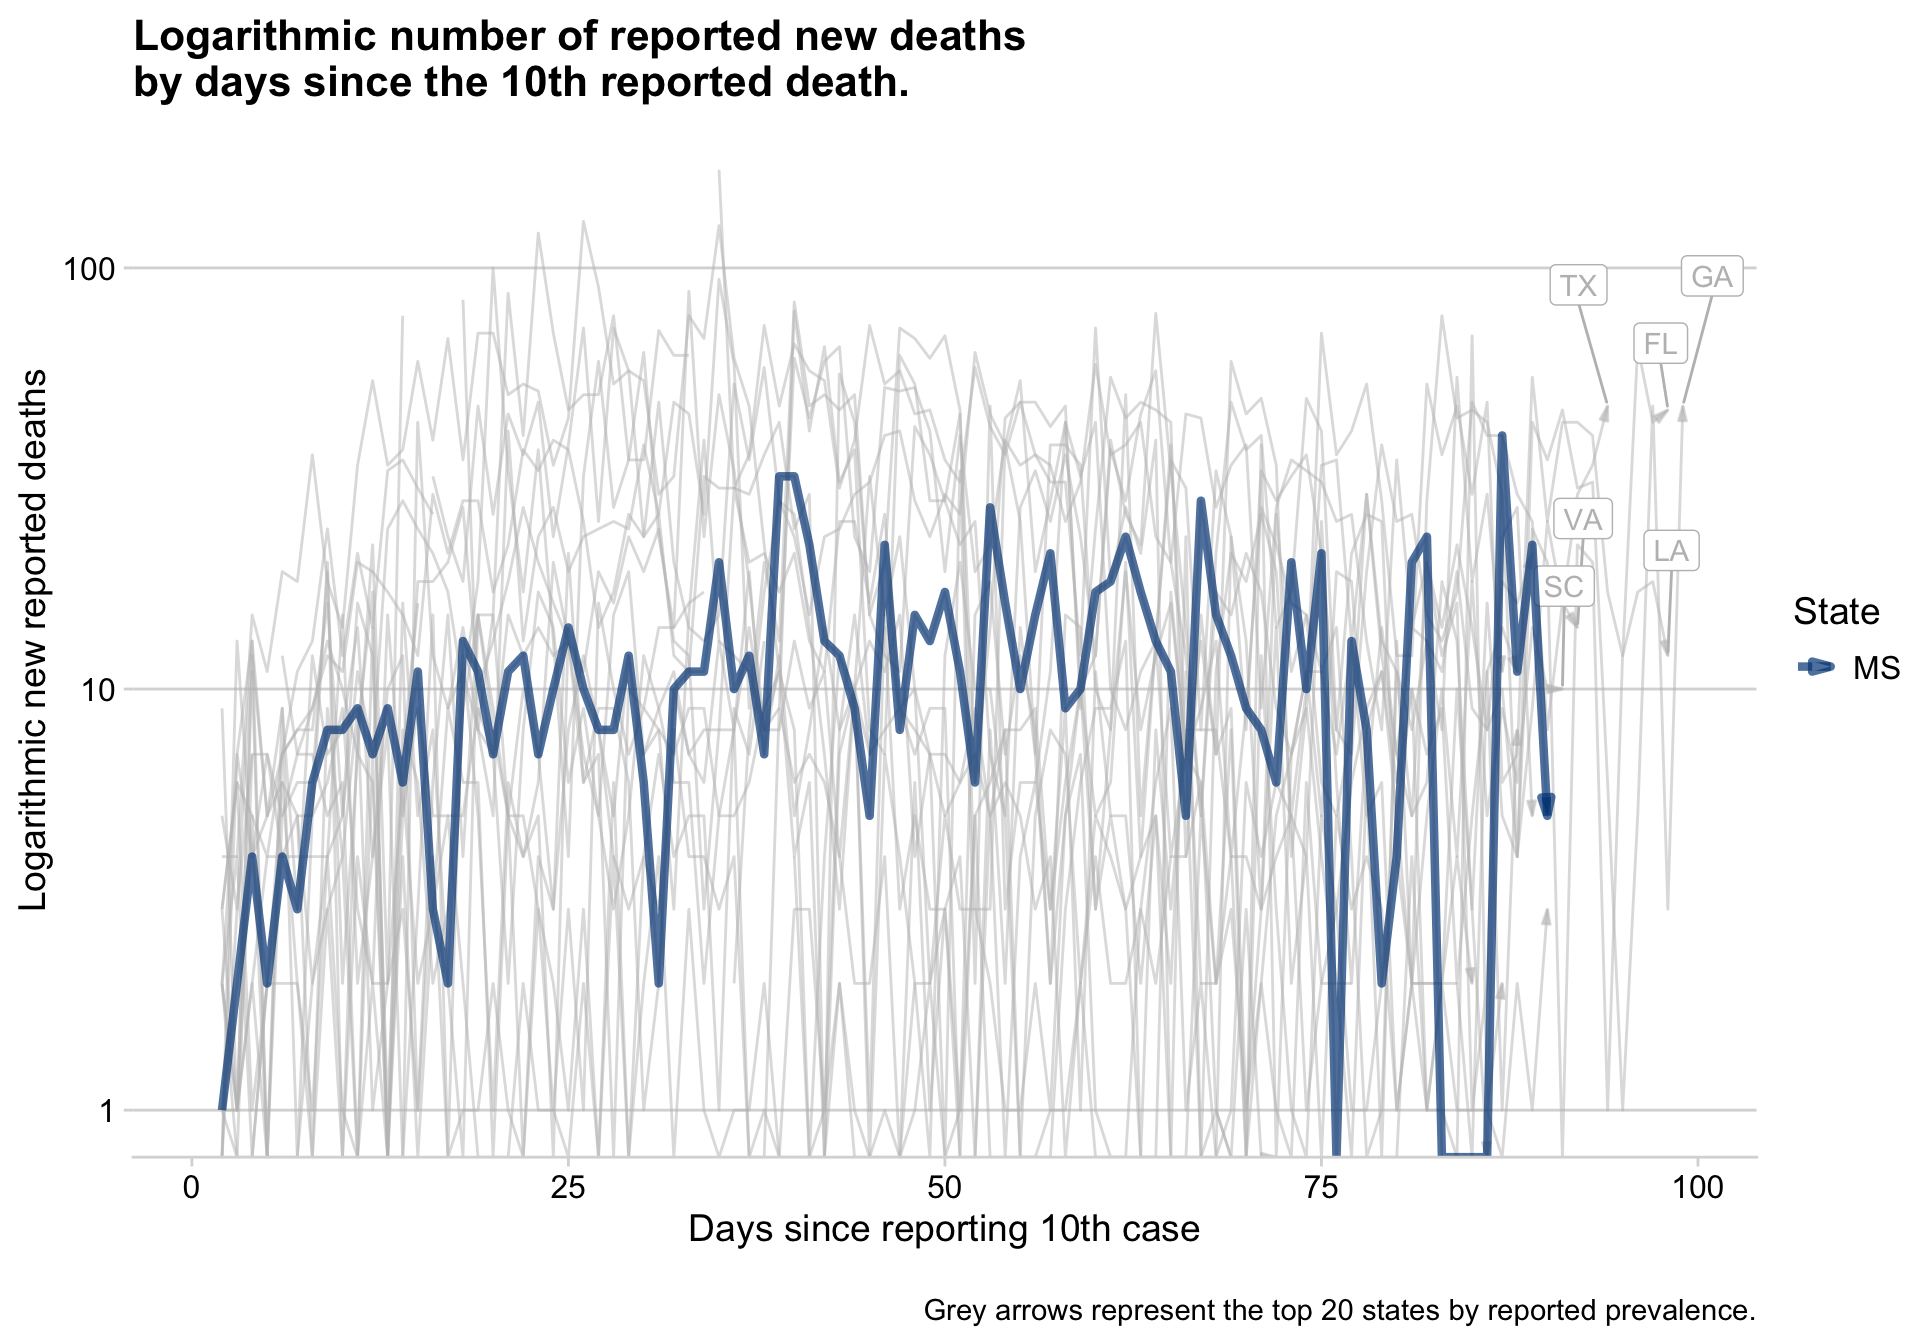 Logarithmic number of reported new deaths
by days since the 10th reported death.
Logarithmic new reported deaths
100
10
1
TX
GA
FL
VA
LA
SC
State
MS
0
25
50
75
100
Days since reporting 10th case
Grey arrows represent the top 20 states by reported prevalence.